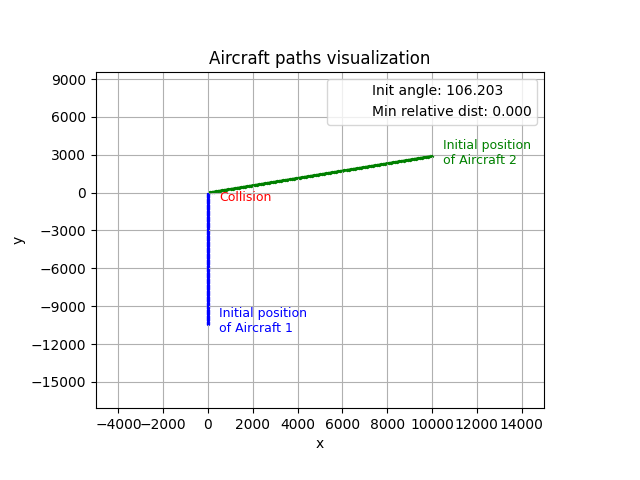 Aircraft paths visualization
Init angle: 106.203
Min relative dist: 0.000
Initial position
of Aircraft 2
Collision
Initial position
of Aircraft 1
9000
6000
3000
0
−3000
−6000
−9000
−12000
−15000
y
−4000 −2000 0 2000 4000 6000 8000 10000 12000 14000
x